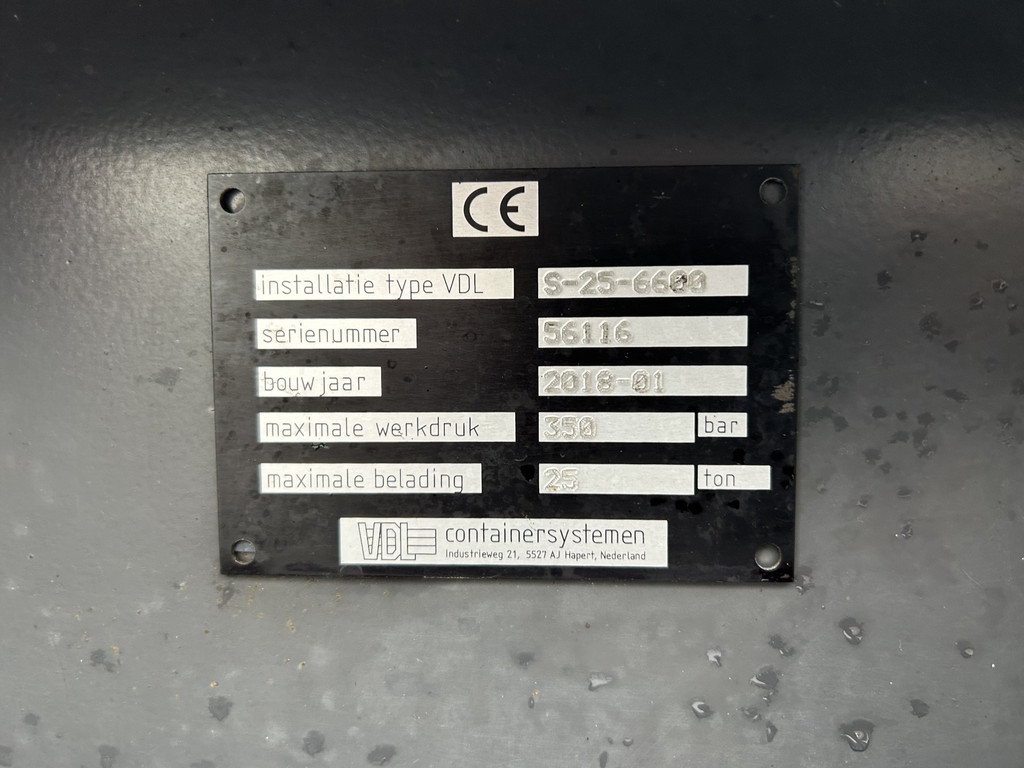 CE
installatie type VDL S-25-6600
serienummer 56116
bouwjaar 2018-01
maximale werkdruk 350 bar
maximale belading 25 ton
VDL containersystemen
Industrieweg 21, 5527 AJ Hapert, Nederland